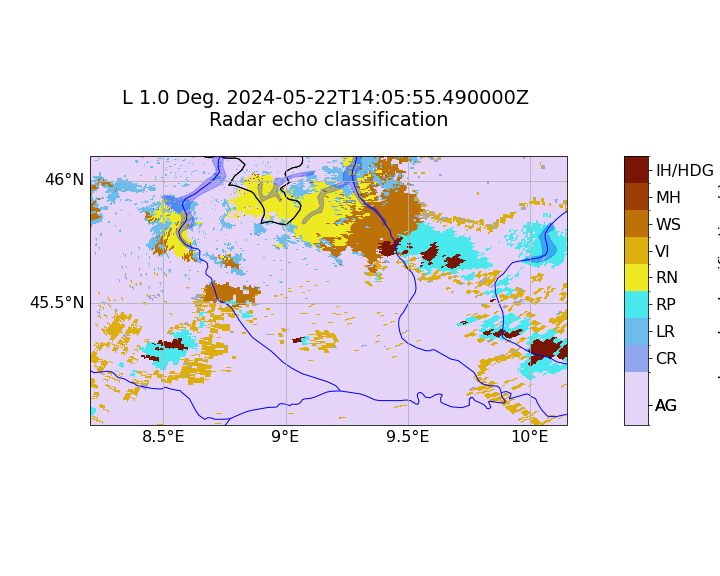 L 1.0 Deg. 2024-05-22T14:05:55.490000Z
Radar echo classification
46°N
45.5°N
8.5°E
9°E
9.5°E
10°E
IH/HDG
MH
WS
VI
RN
RP
LR
CR
AG